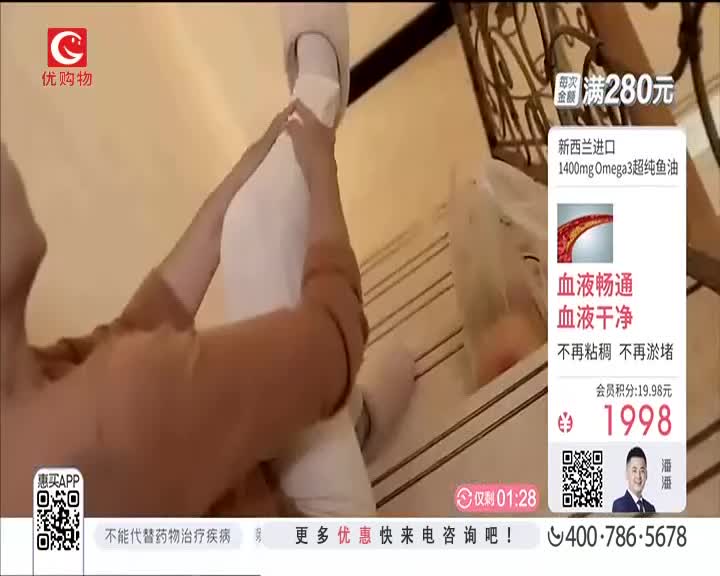 优购物
每次金额 满280元
新西兰进口
1400mg Omega3超纯鱼油
血液畅通
血液干净
不再粘稠 不再淤堵
会员积分:19.98元
¥ 1998
潘潘
仅剩 01:28
惠买APP
不能代替药物治疗疾病
更多优惠快来电咨询吧！
400-786-5678